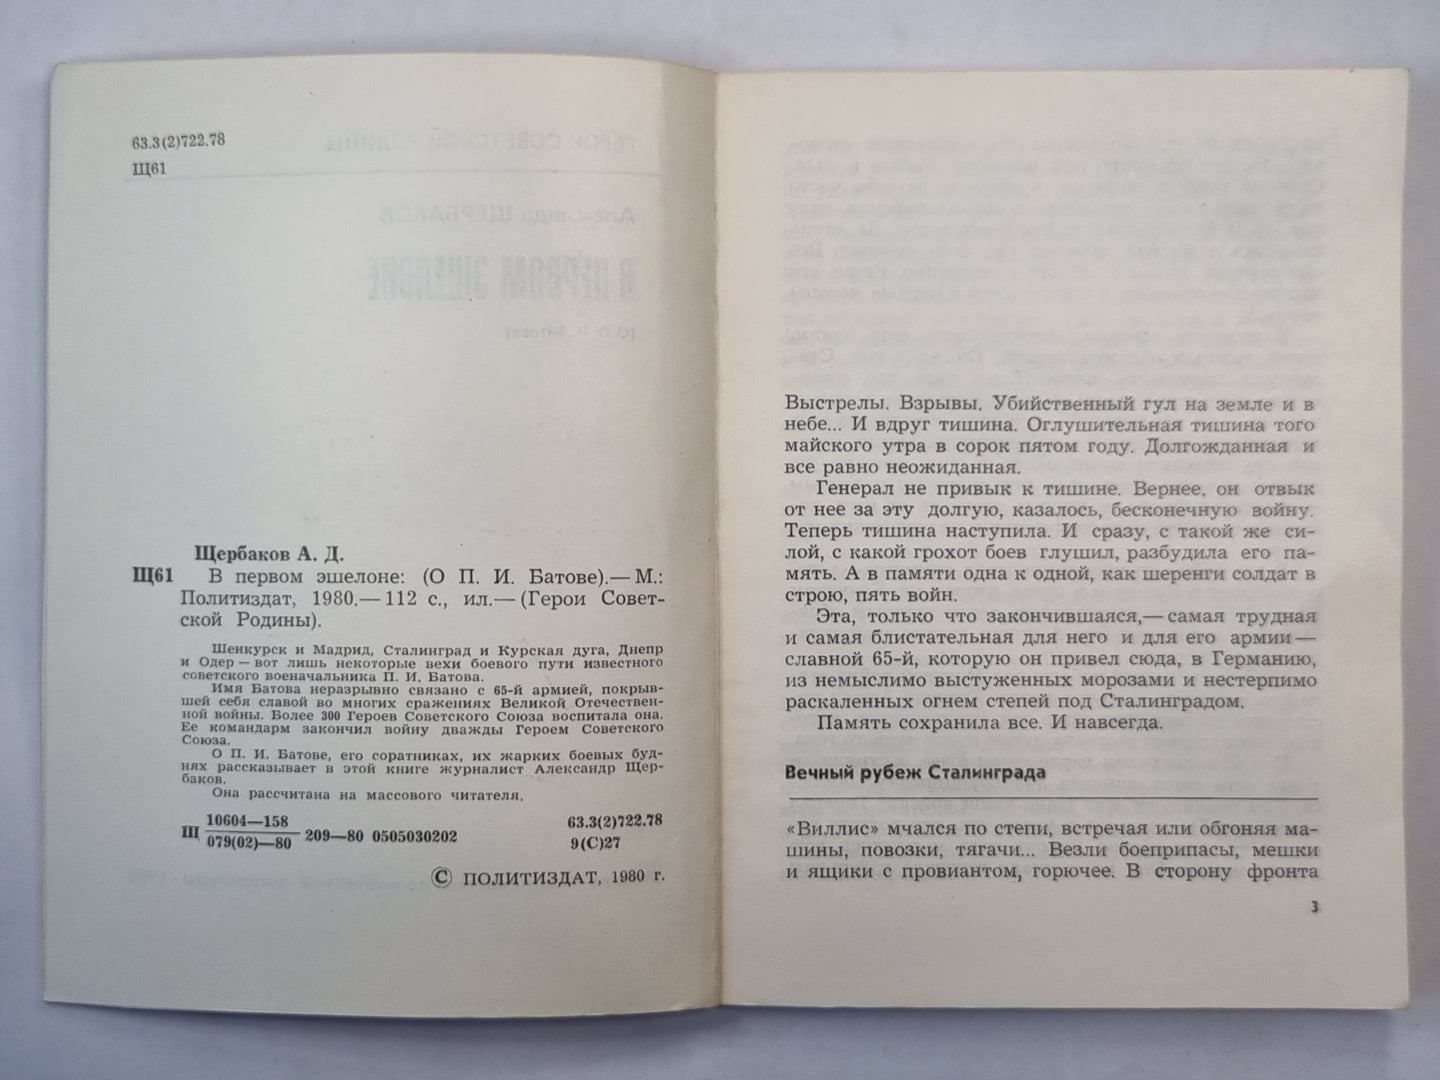 63.3(2)722.78
Щ61
Щербаков А. Д.
Щ61 В первом эшелоне: (О П. И. Батове).— М.:
Политиздат, 1980.— 112 с., ил.— (Герои Совет-
ской Родины).
Шенкурск и Мадрид, Сталинград и Курская дуга, Днепр
и Одер — вот лишь некоторые вехи боевого пути известного
советского военачальника П. И. Батова.
Имя Батова неразрывно связано с 65-й армией, покрыв-
шей себя славой во многих сражениях Великой Отечествен-
ной войны. Более 300 Героев Советского Союза воспитала она.
Ее командарм закончил войну дважды Героем Советского
Союза.
О П. И. Батове, его соратниках, их жарких боевых буд-
нях рассказывает в этой книге журналист Александр Щер-
баков.
Она рассчитана на массового читателя.
Щ 10604—158
079(02)—80 209—80 0505030202
63.3(2)722.78
9(С)27
© ПОЛИТИЗДАТ, 1980 г.
Выстрелы. Взрывы. Убийственный гул на земле и в
небе... И вдруг тишина. Оглушительная тишина того
майского утра в сорок пятом году. Долгожданная и
все равно неожиданная.
Генерал не привык к тишине. Вернее, он отвык
от нее за эту долгую, казалось, бесконечную войну.
Теперь тишина наступила. И сразу, с такой же си-
лой, с какой грохот боев глушил, разбудила его па-
мять. А в памяти одна к одной, как шеренги солдат в
строю, пять войн.
Эта, только что закончившаяся,— самая трудная
и самая блистательная для него и для его армии —
славной 65-й, которую он привел сюда, в Германию,
из немыслимо выстуженных морозами и нестерпимо
раскаленных огнем степей под Сталинградом.
Память сохранила все. И навсегда.
Вечный рубеж Сталинграда
«Виллис» мчался по степи, встречая или обгоняя ма-
шины, повозки, тягачи... Везли боеприпасы, мешки
и ящики с провиантом, горючее. В сторону фронта
3